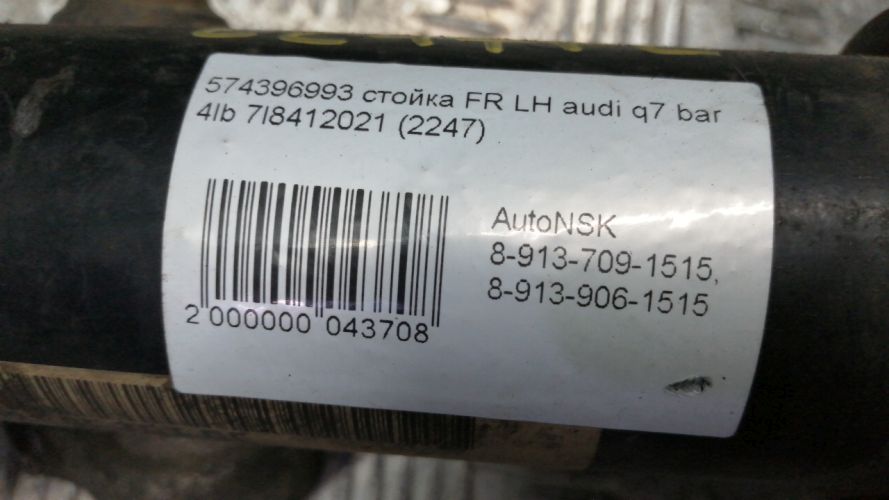 574396993 стойка FR LH audi q7 bar
4lb 7l8412021 (2247)
AutoNSK
8-913-709-1515,
8-913-906-1515
2 000000 043708